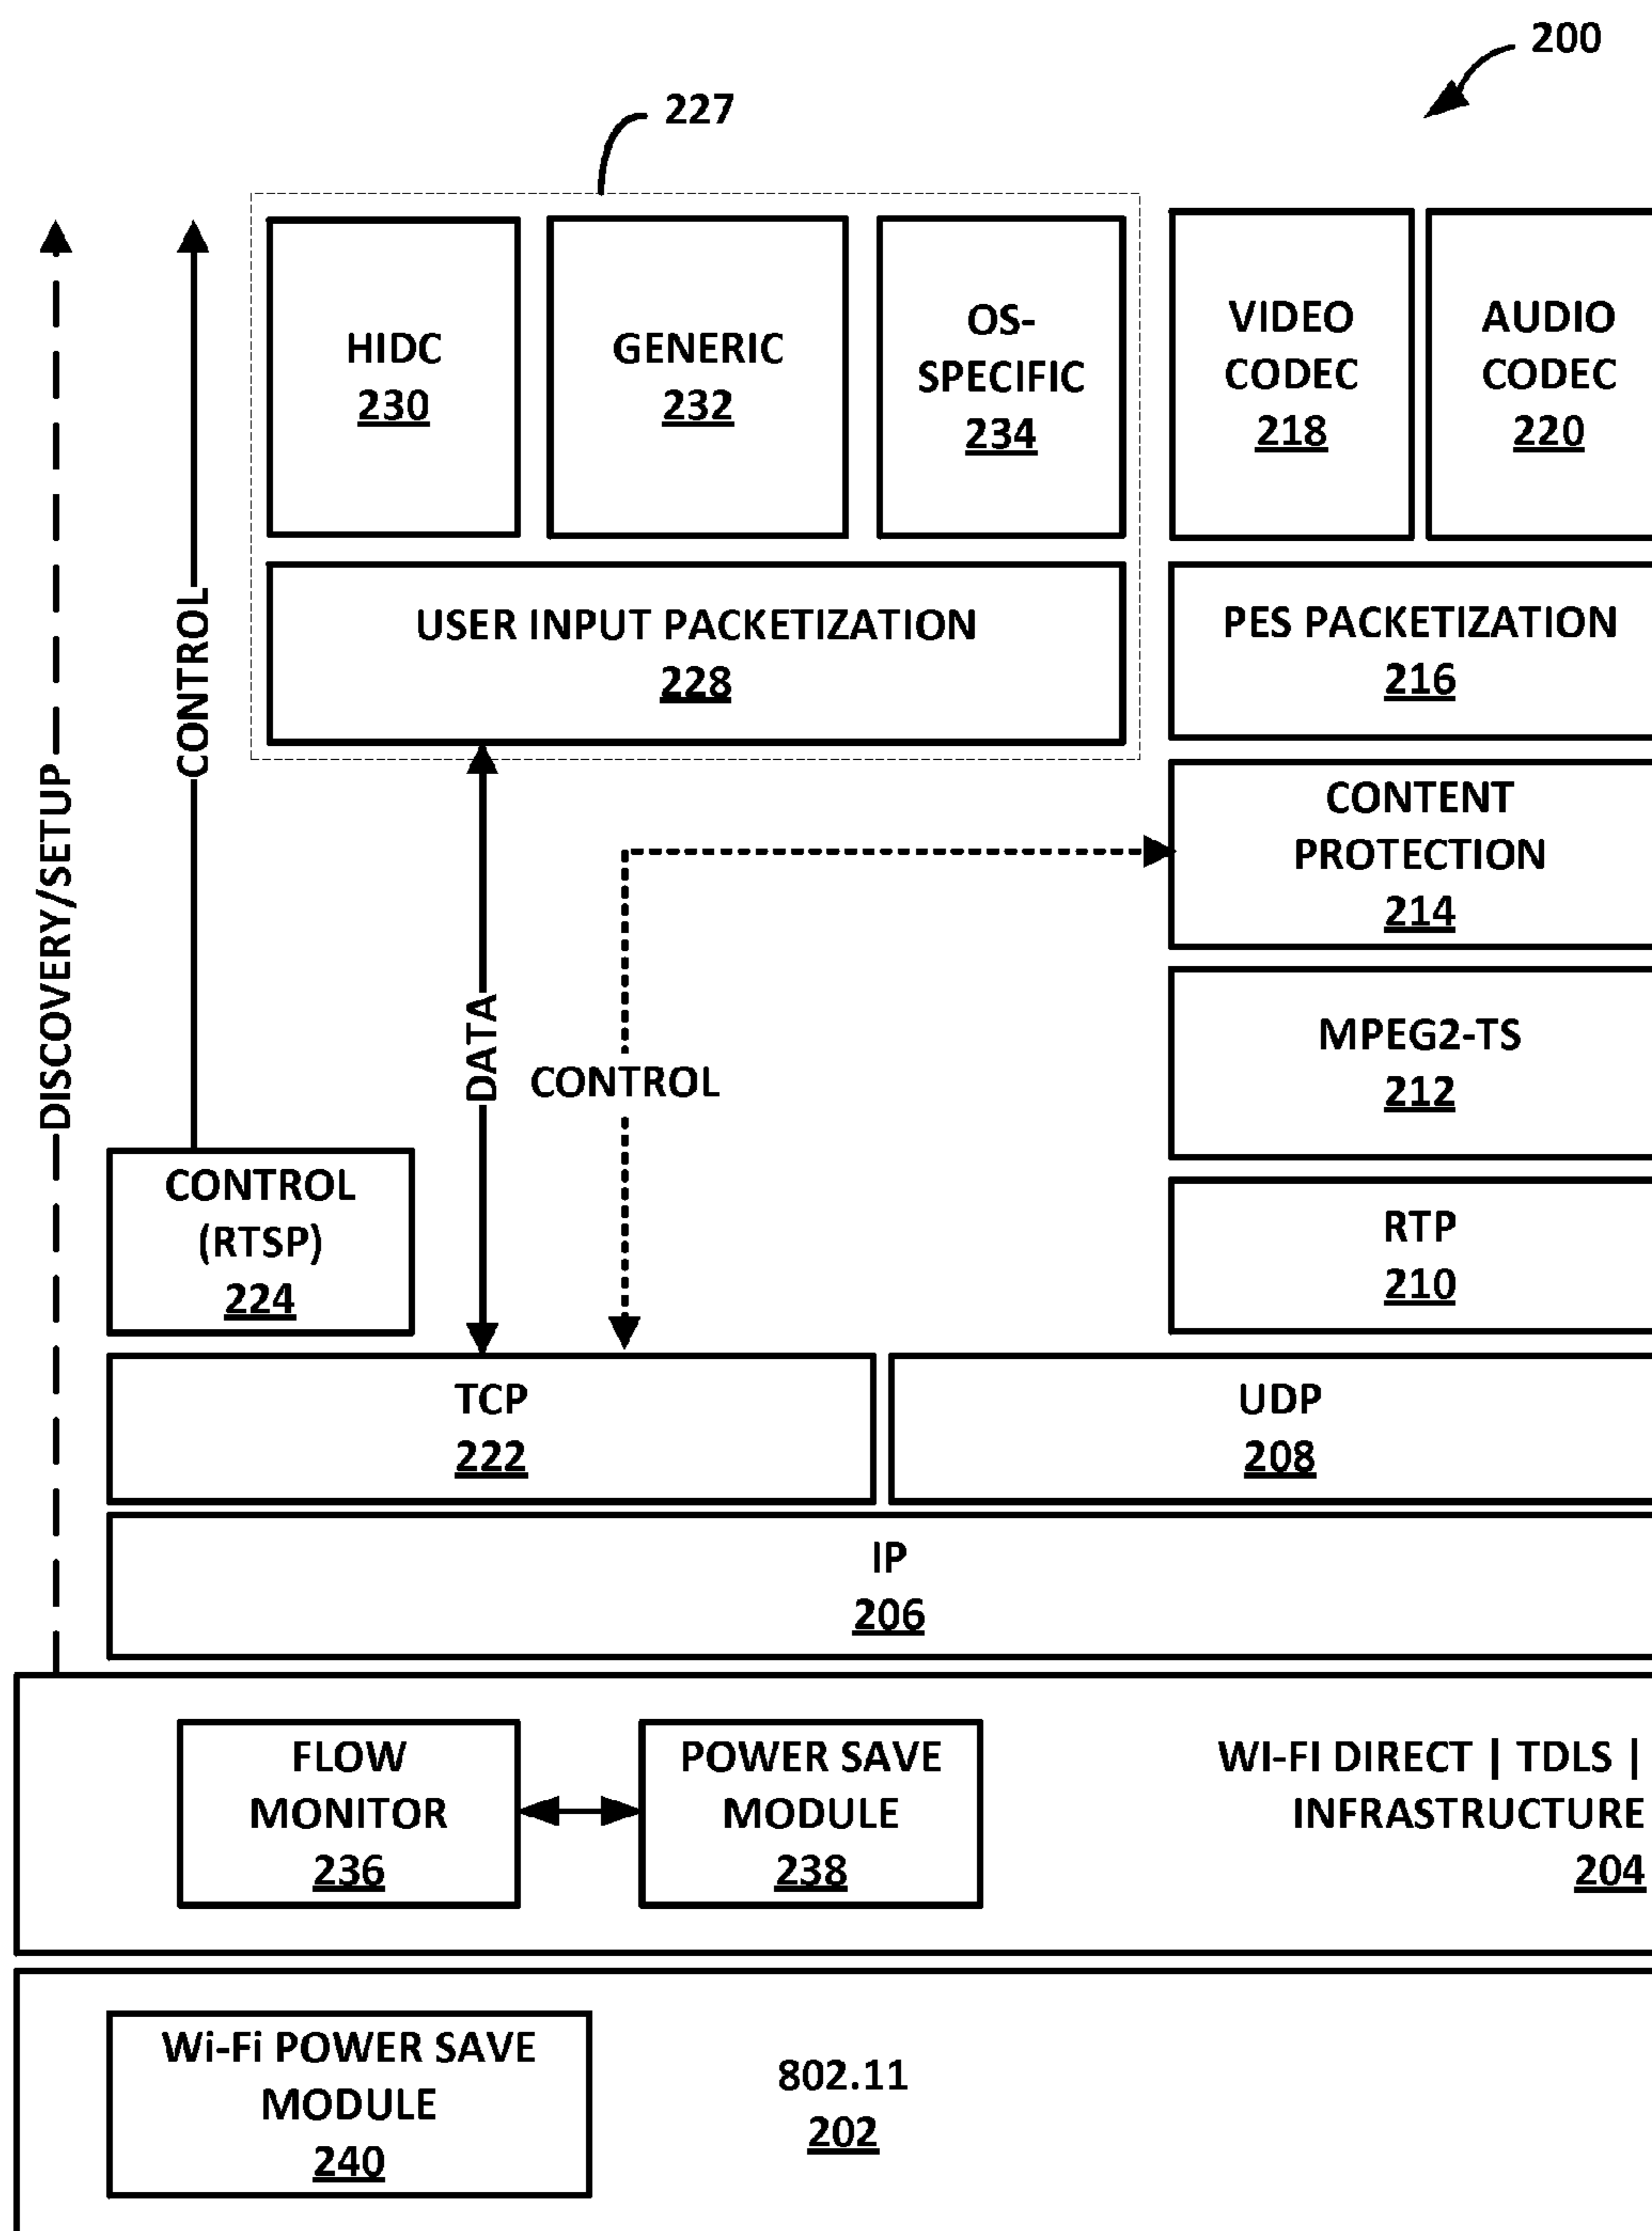 200
227
HIDC
230
GENERIC
232
OS-
SPECIFIC
234
VIDEO
CODEC
218
AUDIO
CODEC
220
USER INPUT PACKETIZATION
228
PES PACKETIZATION
216
CONTROL
DISCOVERY/SETUP
CONTENT
PROTECTION
214
DATA
CONTROL
MPEG2-TS
212
CONTROL
(RTSP)
224
RTP
210
TCP
222
UDP
208
IP
206
FLOW
MONITOR
236
POWER SAVE
MODULE
238
WI-FI DIRECT | TDLS |
INFRASTRUCTURE
204
Wi-Fi POWER SAVE
MODULE
240
802.11
202